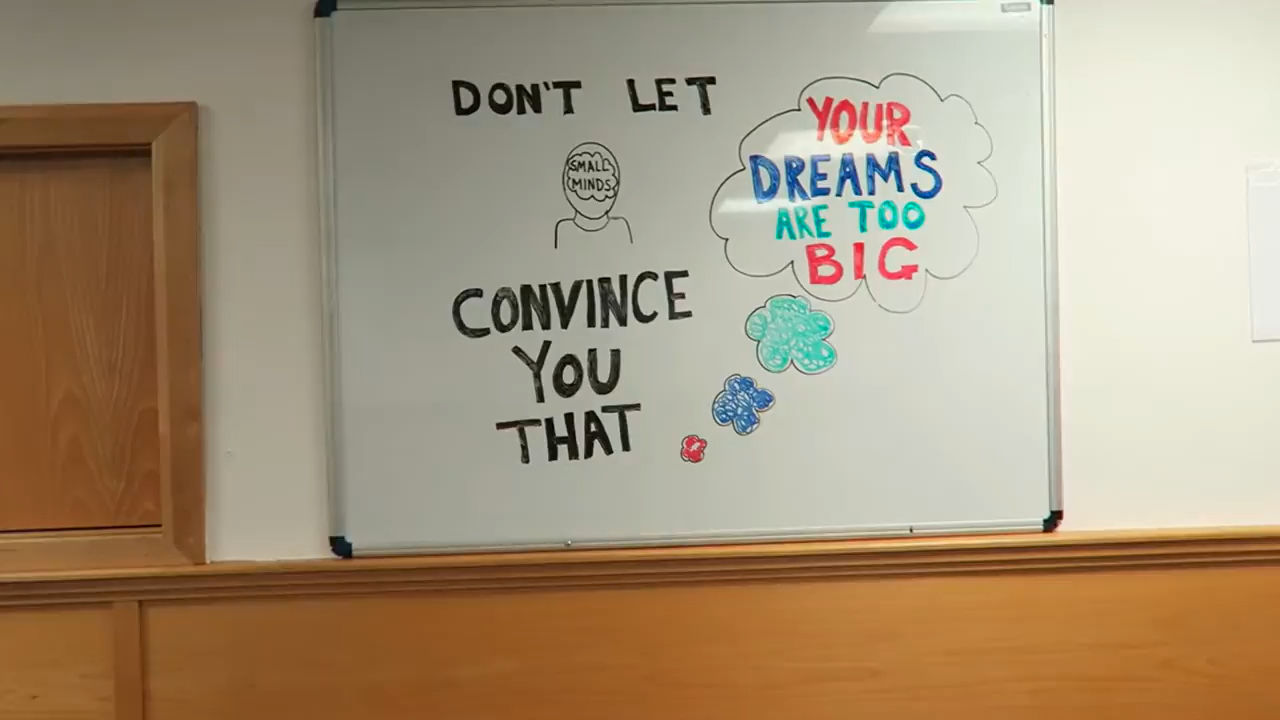 DON'T LET
SMALL
MINDS
CONVINCE
YOU
THAT
YOUR
DREAMS
ARE TOO
BIG